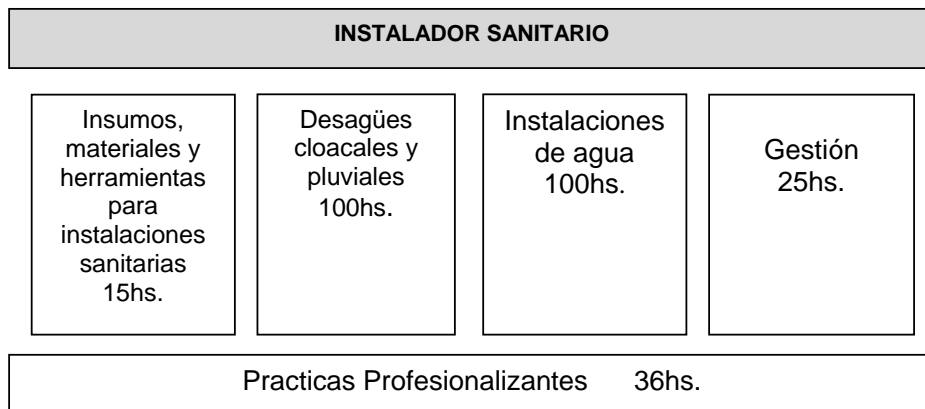 INSTALADOR SANITARIO
Insumos,
materiales y
herramientas
para
instalaciones
sanitarias
15hs.
Desagües
cloacales y
pluviales
100hs.
Instalaciones
de agua
100hs.
Gestión
25hs.
Practicas Profesionalizantes 36hs.